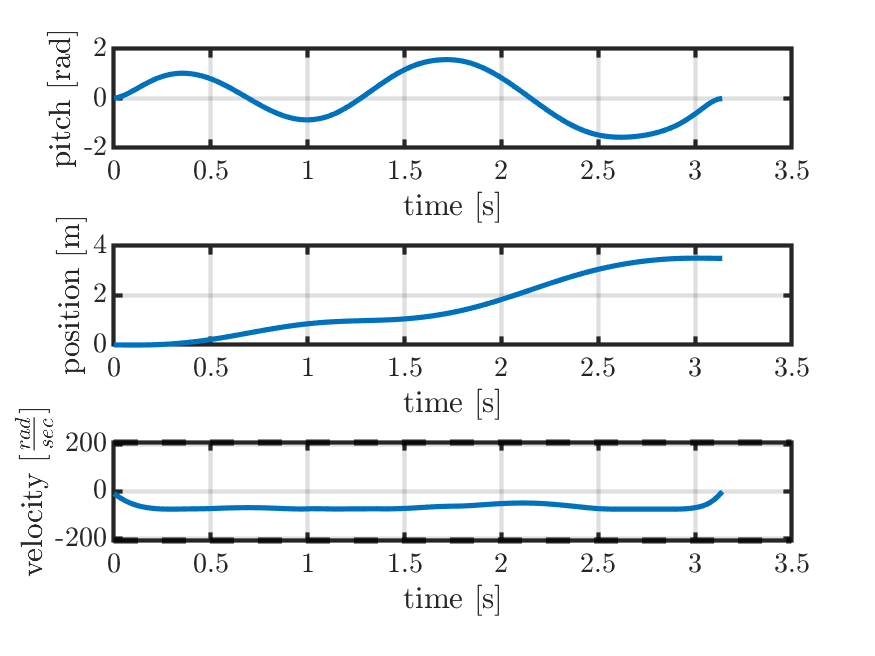 pitch [rad]
2
0
-2
0 0.5 1 1.5 2 2.5 3 3.5
time [s]
position [m]
4
2
0
0 0.5 1 1.5 2 2.5 3 3.5
time [s]
velocity [rad/sec]
200
0
-200
0 0.5 1 1.5 2 2.5 3 3.5
time [s]